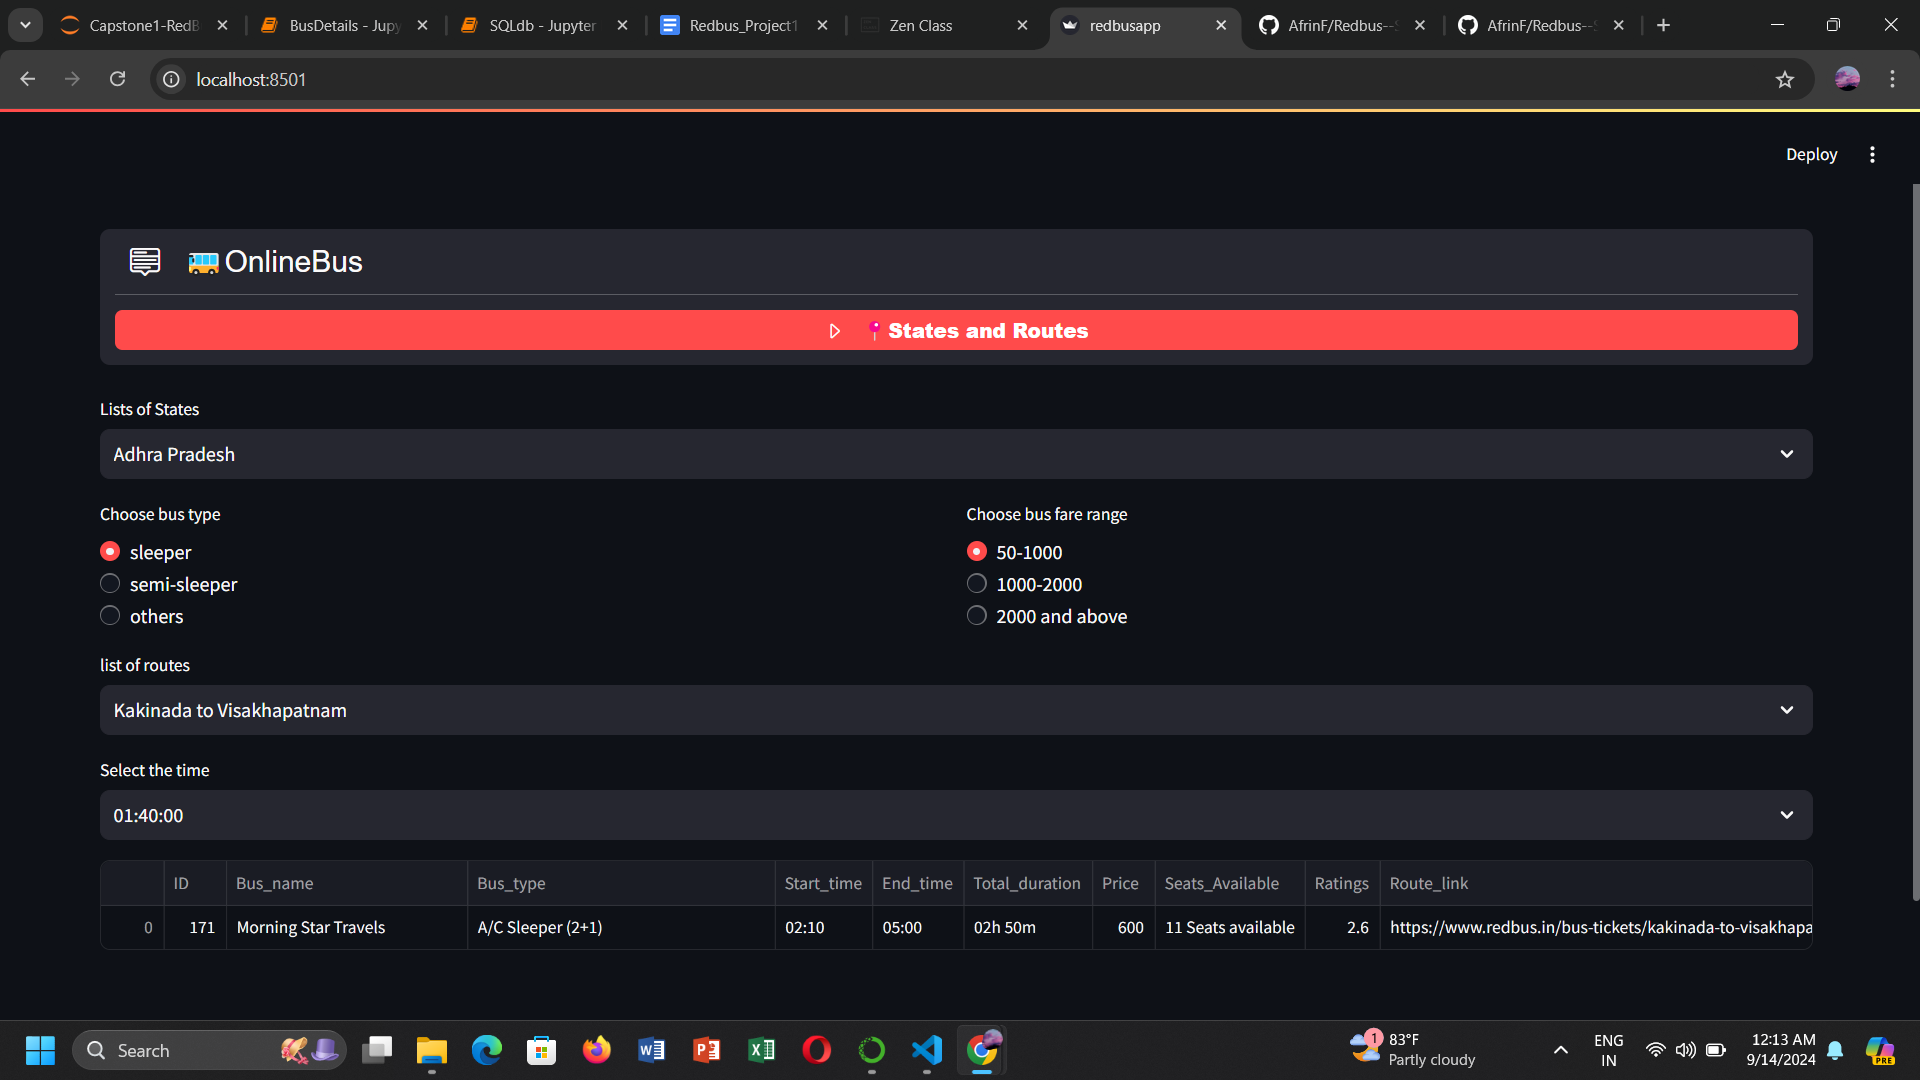 Capstone1-RedB
BusDetails - Jupy
SQLdb - Jupyter
Redbus_Project1
Zen Class
redbusapp
AfrinF/Redbus--S
AfrinF/Redbus--S
localhost:8501
Deploy
OnlineBus
States and Routes
Lists of States
Adhra Pradesh
Choose bus type
Choose bus fare range
sleeper
50-1000
semi-sleeper
1000-2000
others
2000 and above
list of routes
Kakinada to Visakhapatnam
Select the time
01:40:00
ID Bus_name Bus_type Start_time End_time Total_duration Price Seats_Available Ratings Route_link
0 171 Morning Star Travels A/C Sleeper (2+1) 02:10 05:00 02h 50m 600 11 Seats available 2.6 https://www.redbus.in/bus-tickets/kakinada-to-visakhapa
Search
1
83°F
Partly cloudy
ENG
IN
12:13 AM
9/14/2024
PRE